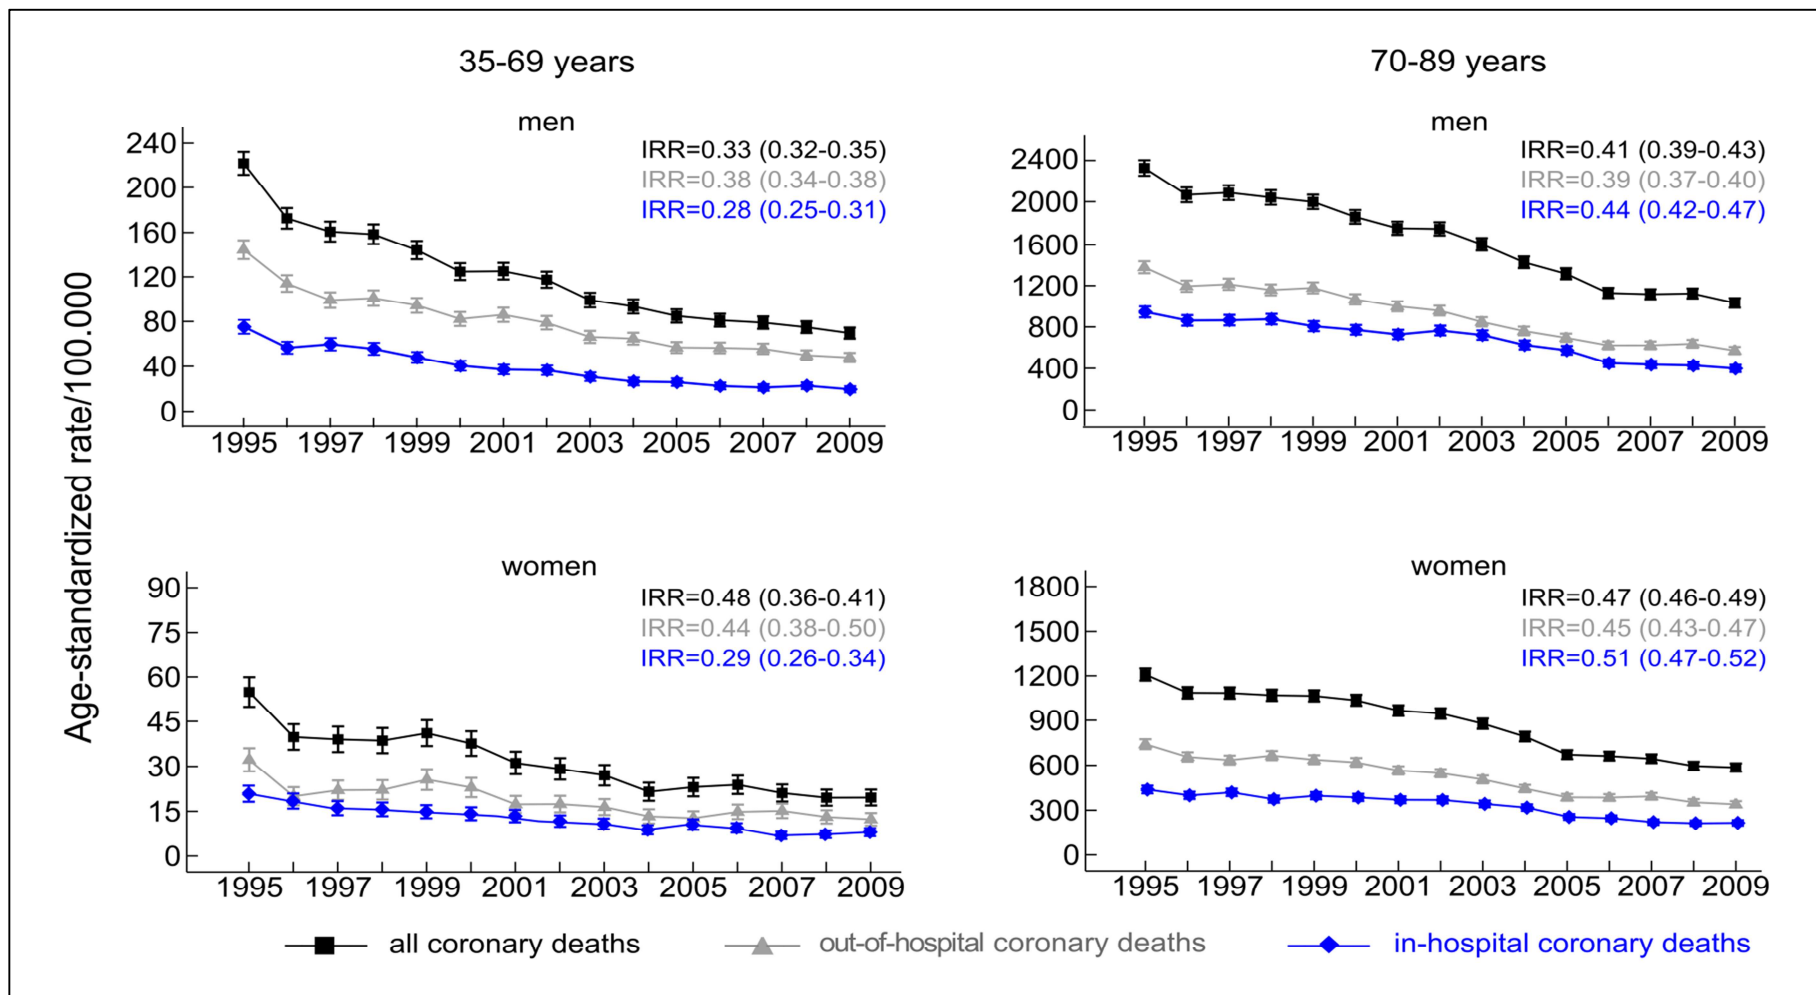 35-69 years
70-89 years
Age-standardized rate/100.000
men
IRR=0.33 (0.32-0.35)
IRR=0.38 (0.34-0.38)
IRR=0.28 (0.25-0.31)
240
200
160
120
80
40
0
1995 1997 1999 2001 2003 2005 2007 2009
men
IRR=0.41 (0.39-0.43)
IRR=0.39 (0.37-0.40)
IRR=0.44 (0.42-0.47)
2400
2000
1600
1200
800
400
0
1995 1997 1999 2001 2003 2005 2007 2009
women
IRR=0.48 (0.36-0.41)
IRR=0.44 (0.38-0.50)
IRR=0.29 (0.26-0.34)
90
75
60
45
30
15
0
1995 1997 1999 2001 2003 2005 2007 2009
women
IRR=0.47 (0.46-0.49)
IRR=0.45 (0.43-0.47)
IRR=0.51 (0.47-0.52)
1800
1500
1200
900
600
300
0
1995 1997 1999 2001 2003 2005 2007 2009
all coronary deaths
out-of-hospital coronary deaths
in-hospital coronary deaths